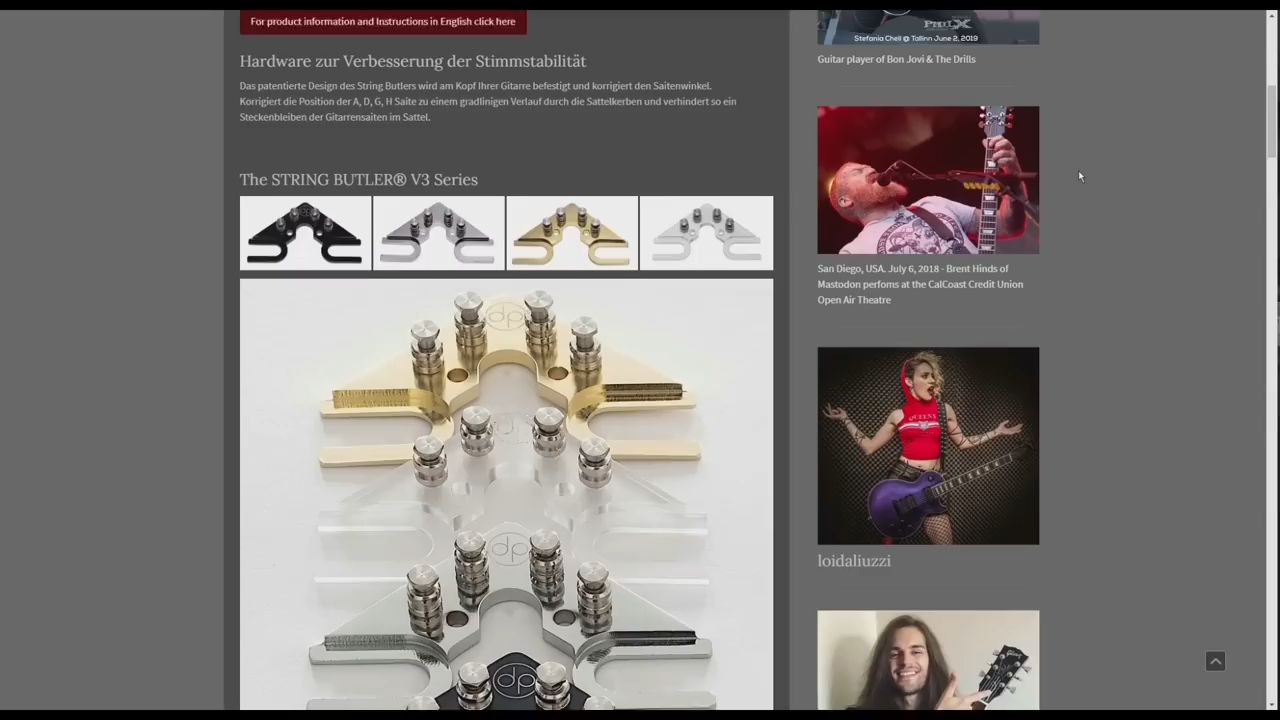 For product information and Instructions in English click here
Hardware zur Verbesserung der Stimmstabilität
Das patentierte Design des String Butlers wird am Kopf Ihrer Gitarre befestigt und korrigiert den Saitenwinkel.
Korrigiert die Position der A, D, G, H Saite zu einem gradlinigen Verlauf durch die Sattelkerben und verhindert so ein
Steckenbleiben der Gitarrensaiten im Sattel.
The STRING BUTLER® V3 Series
dp
dp
dp
PHIL X
Stefania Chell @ Tallinn June 2, 2019
Guitar player of Bon Jovi & The Drills
San Diego, USA. July 6, 2018 - Brent Hinds of
Mastodon perfoms at the CalCoast Credit Union
Open Air Theatre
QUEENS
loidaliuzzi